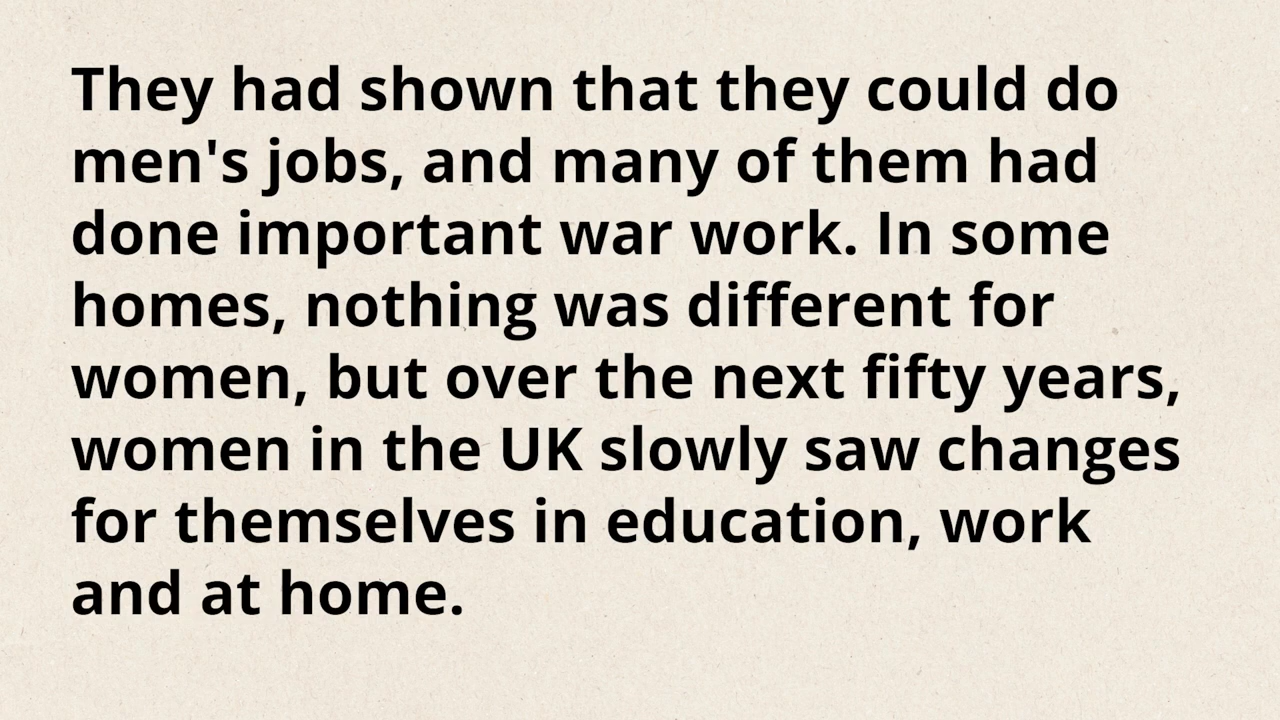 They had shown that they could do
men's jobs, and many of them had
done important war work. In some
homes, nothing was different for
women, but over the next fifty years,
women in the UK slowly saw changes
for themselves in education, work
and at home.